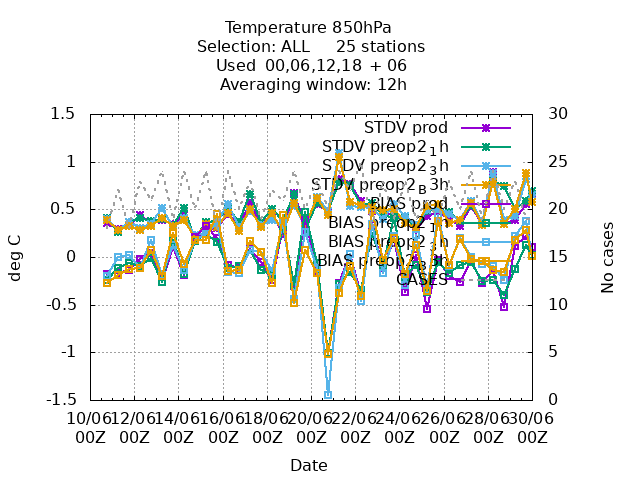 Temperature 850hPa
Selection: ALL 25 stations
Used 00,06,12,18 + 06
Averaging window: 12h
deg C
No cases
1.5
1
0.5
0
-0.5
-1
-1.5
30
25
20
15
10
5
0
STDV prod
STDV preop2_1h
STDV preop2_3h
STDV preop2_B3h
BIAS prod
BIAS preop2_1h
BIAS preop2_3h
BIAS preop2_B3h
CASES
10/06 12/06 14/06 16/06 18/06 20/06 22/06 24/06 26/06 28/06 30/06
00Z 00Z 00Z 00Z 00Z 00Z 00Z 00Z 00Z 00Z 00Z
Date